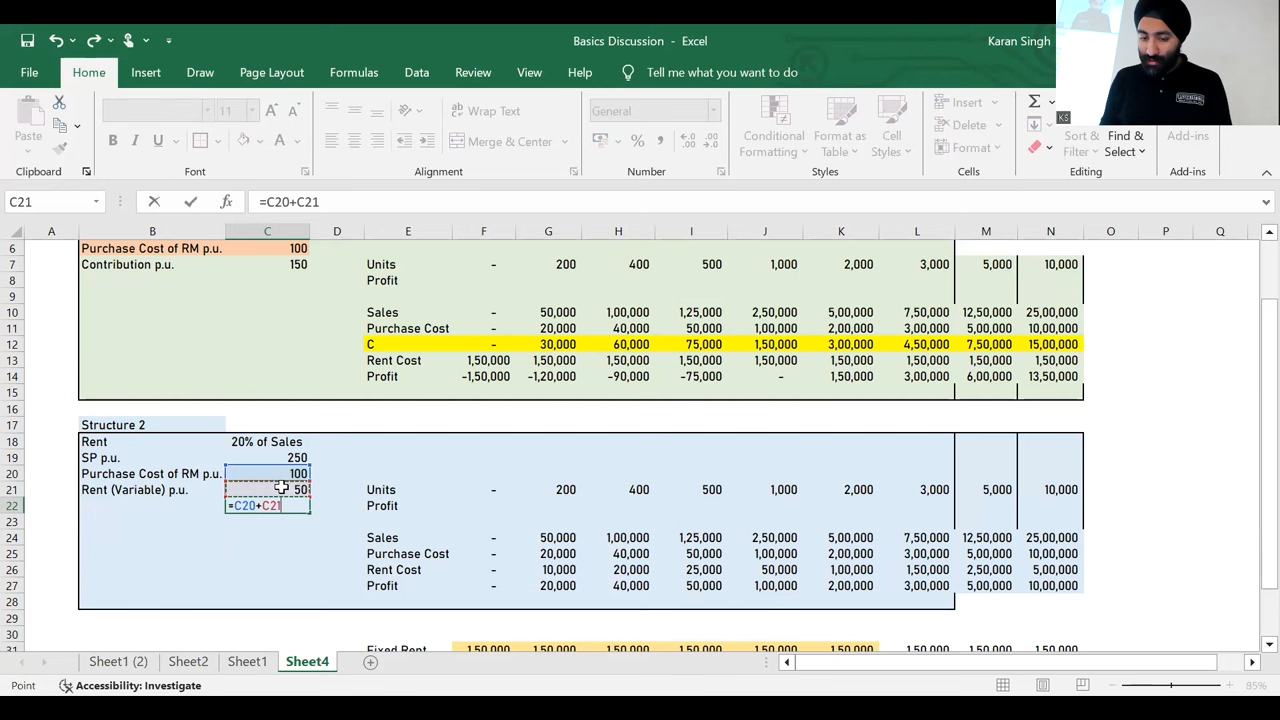 Basics Discussion - Excel
Karan Singh
File Home Insert Draw Page Layout Formulas Data Review View Help Tell me what you want to do
Paste
11
Wrap Text
Merge & Center
General
Conditional Formatting
Format as Table
Cell Styles
Insert
Delete
Format
Sort & Filter
Find & Select
Add-ins
KS
Clipboard Font Alignment Number Styles Cells Editing Add-ins
C21 fx =C20+C21
A B C D E F G H I J K L M N O P Q
6 Purchase Cost of RM p.u. 100
7 Contribution p.u. 150 Units - 200 400 500 1,000 2,000 3,000 5,000 10,000
8 Profit
9
10 Sales - 50,000 1,00,000 1,25,000 2,50,000 5,00,000 7,50,000 12,50,000 25,00,000
11 Purchase Cost - 20,000 40,000 50,000 1,00,000 2,00,000 3,00,000 5,00,000 10,00,000
12 C - 30,000 60,000 75,000 1,50,000 3,00,000 4,50,000 7,50,000 15,00,000
13 Rent Cost 1,50,000 1,50,000 1,50,000 1,50,000 1,50,000 1,50,000 1,50,000 1,50,000 1,50,000
14 Profit -1,50,000 -1,20,000 -90,000 -75,000 - 1,50,000 3,00,000 6,00,000 13,50,000
15
16
17 Structure 2
18 Rent 20% of Sales
19 SP p.u. 250
20 Purchase Cost of RM p.u. 100
21 Rent (Variable) p.u. 50 Units - 200 400 500 1,000 2,000 3,000 5,000 10,000
22 =C20+C21 Profit
23
24 Sales - 50,000 1,00,000 1,25,000 2,50,000 5,00,000 7,50,000 12,50,000 25,00,000
25 Purchase Cost - 20,000 40,000 50,000 1,00,000 2,00,000 3,00,000 5,00,000 10,00,000
26 Rent Cost - 10,000 20,000 25,000 50,000 1,00,000 1,50,000 2,50,000 5,00,000
27 Profit - 20,000 40,000 50,000 1,00,000 2,00,000 3,00,000 5,00,000 10,00,000
28
29
30
31 Fixed Rent 1,50,000 1,50,000 1,50,000 1,50,000 1,50,000 1,50,000 1,50,000 1,50,000 1,50,000
Sheet1 (2) Sheet2 Sheet1 Sheet4
Point Accessibility: Investigate 85%